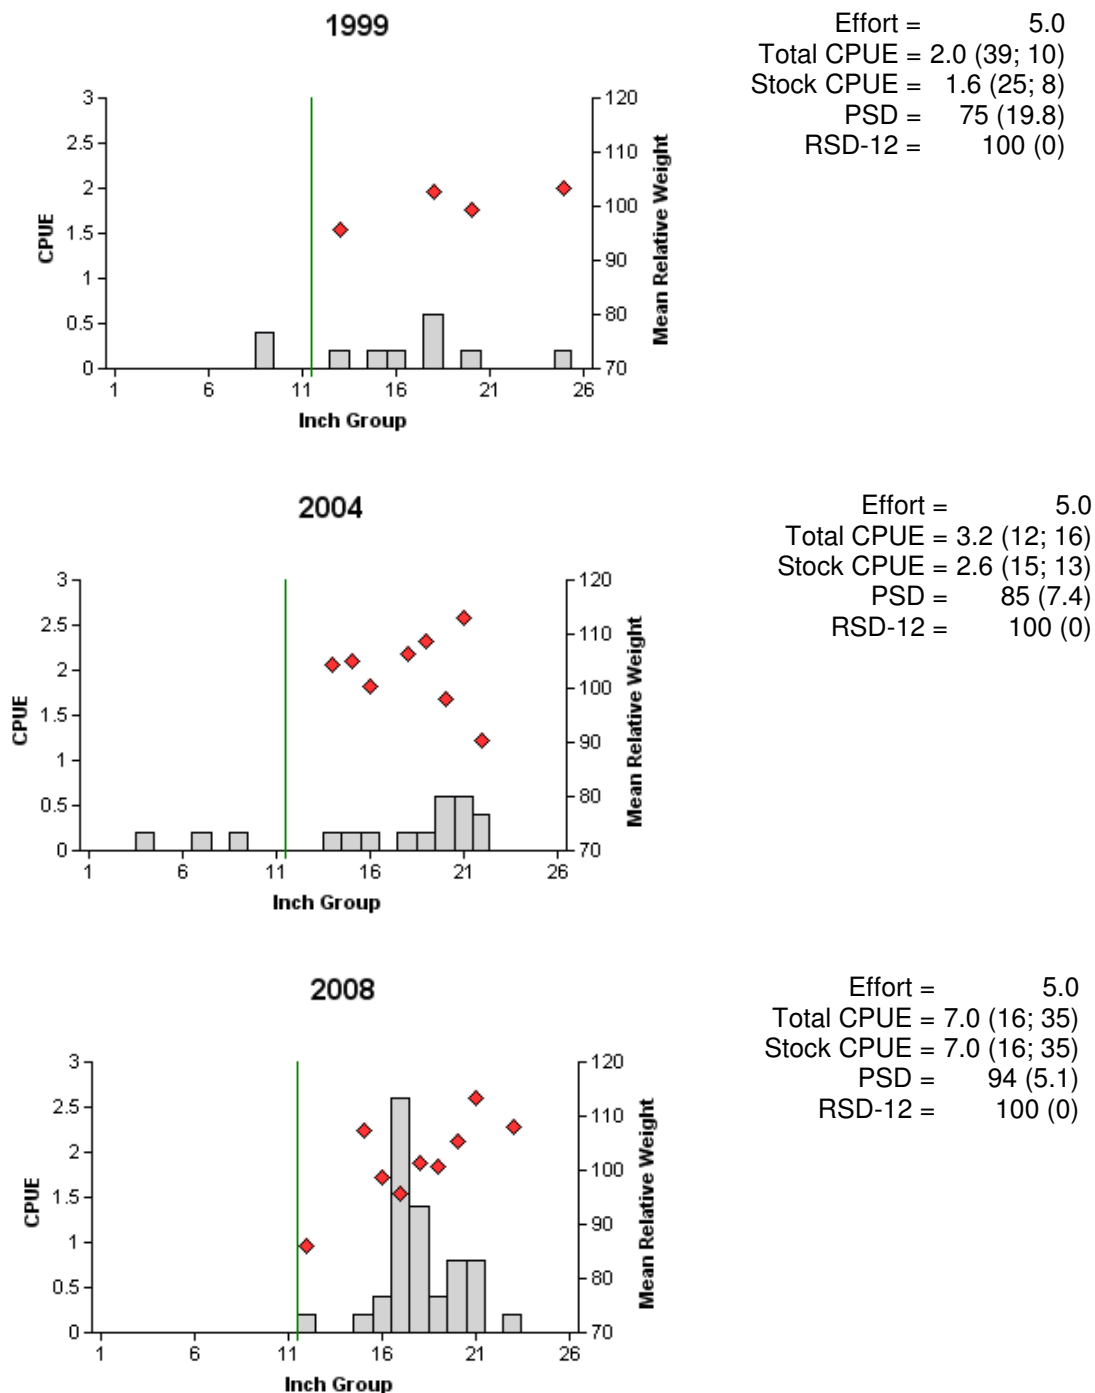 1999
Effort = 5.0
Total CPUE = 2.0 (39; 10)
Stock CPUE = 1.6 (25; 8)
PSD = 75 (19.8)
RSD-12 = 100 (0)
3 120
2.5 110
2 100
1.5 90
1 80
0.5 70
0
CPUE
Mean Relative Weight
1 6 11 16 21 26
Inch Group
2004
Effort = 5.0
Total CPUE = 3.2 (12; 16)
Stock CPUE = 2.6 (15; 13)
PSD = 85 (7.4)
RSD-12 = 100 (0)
3 120
2.5 110
2 100
1.5 90
1 80
0.5 70
0
CPUE
Mean Relative Weight
1 6 11 16 21 26
Inch Group
2008
Effort = 5.0
Total CPUE = 7.0 (16; 35)
Stock CPUE = 7.0 (16; 35)
PSD = 94 (5.1)
RSD-12 = 100 (0)
3 120
2.5 110
2 100
1.5 90
1 80
0.5 70
0
CPUE
Mean Relative Weight
1 6 11 16 21 26
Inch Group